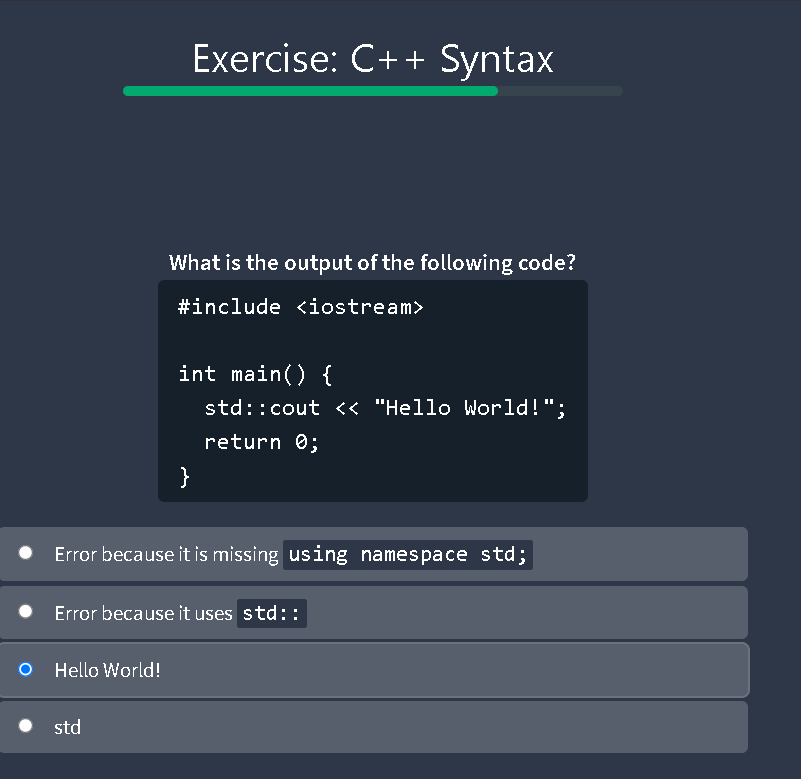 Exercise: C++ Syntax
What is the output of the following code?
#include <iostream>
int main() {
  std::cout << "Hello World!";
  return 0;
}
Error because it is missing using namespace std;
Error because it uses std::
Hello World!
std